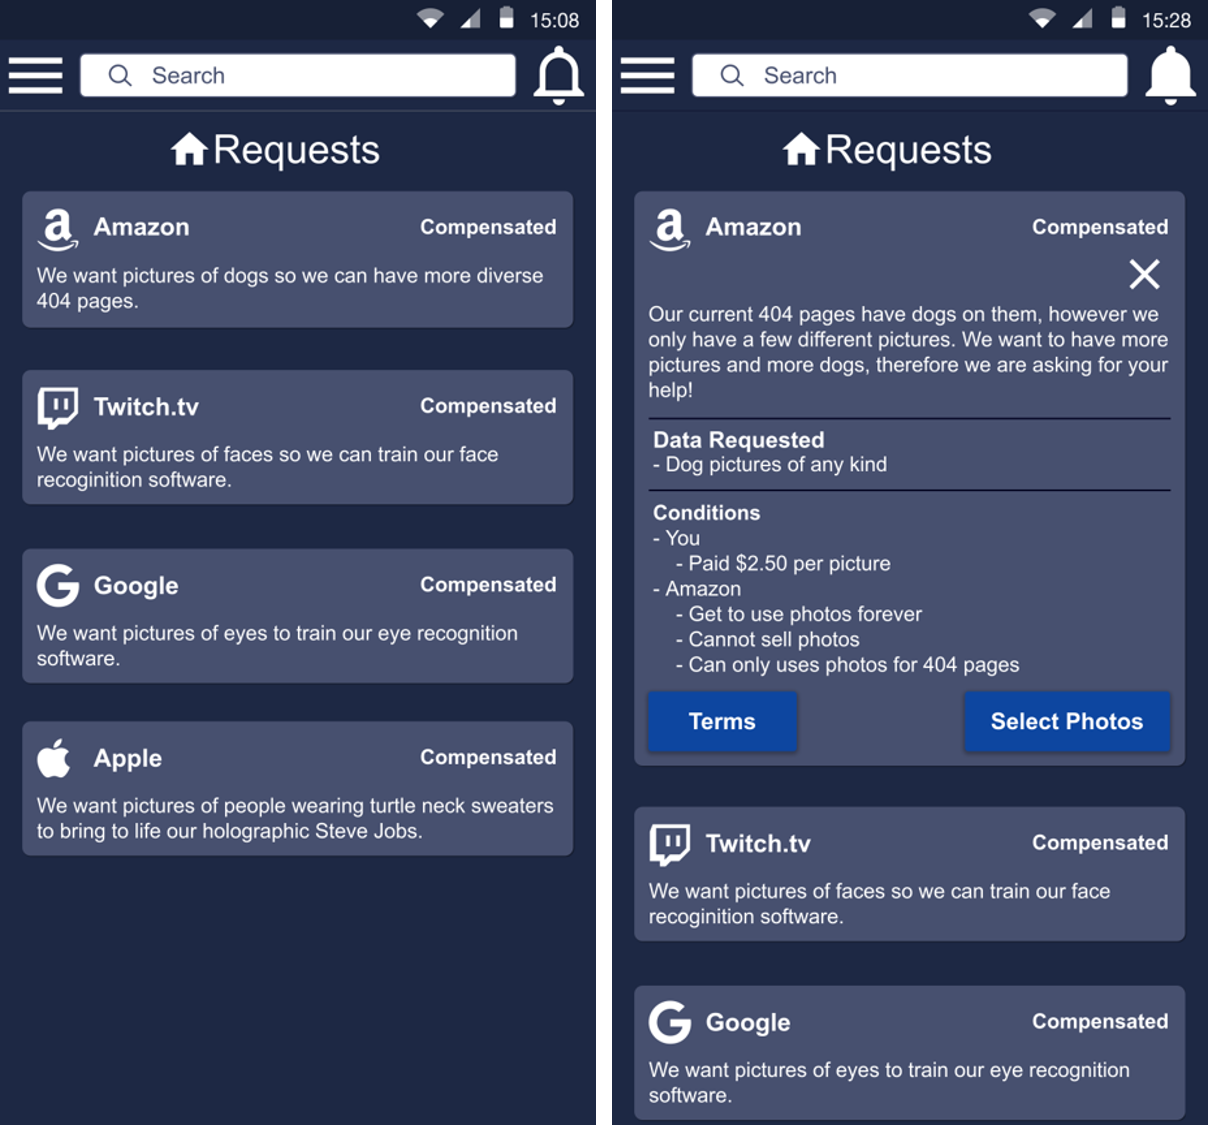 15:08
Search
Requests
Amazon
Compensated
We want pictures of dogs so we can have more diverse
404 pages.
Twitch.tv
Compensated
We want pictures of faces so we can train our face
recoginition software.
Google
Compensated
We want pictures of eyes to train our eye recognition
software.
Apple
Compensated
We want pictures of people wearing turtle neck sweaters
to bring to life our holographic Steve Jobs.
15:28
Search
Requests
Amazon
Compensated
Our current 404 pages have dogs on them, however we
only have a few different pictures. We want to have more
pictures and more dogs, therefore we are asking for your
help!
Data Requested
- Dog pictures of any kind
Conditions
- You
- Paid $2.50 per picture
- Amazon
- Get to use photos forever
- Cannot sell photos
- Can only uses photos for 404 pages
Terms
Select Photos
Twitch.tv
Compensated
We want pictures of faces so we can train our face
recoginition software.
Google
Compensated
We want pictures of eyes to train our eye recognition
software.